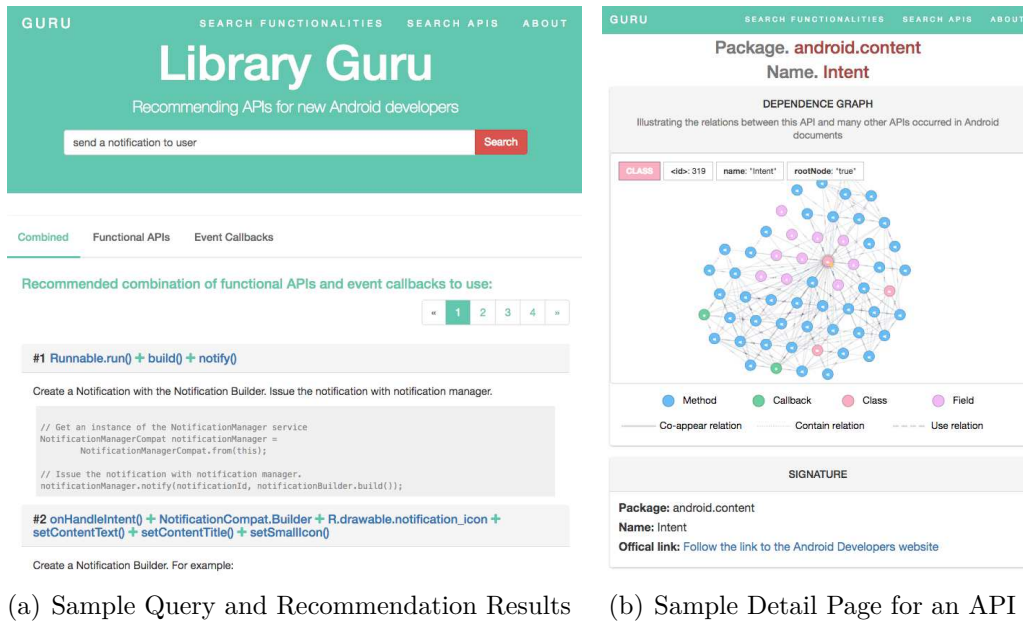 GURU SEARCH FUNCTIONALITIES SEARCH APIS ABOUT
Library Guru
Recommending APIs for new Android developers
send a notification to user Search
Combined Functional APIs Event Callbacks
Recommended combination of functional APIs and event callbacks to use:
« 1 2 3 4 »
#1 Runnable.run() + build() + notify()
Create a Notification with the Notification Builder. Issue the notification with notification manager.
// Get an instance of the NotificationManager service
NotificationManagerCompat notificationManager =
NotificationManagerCompat.from(this);
// Issue the notification with notification manager.
notificationManager.notify(notificationId, notificationBuilder.build());
#2 onHandleIntent() + NotificationCompat.Builder + R.drawable.notification_icon +
setContentText() + setContentTitle() + setSmallIcon()
Create a Notification Builder. For example:
(a) Sample Query and Recommendation Results
GURU SEARCH FUNCTIONALITIES SEARCH APIS ABOUT
Package. android.content
Name. Intent
DEPENDENCE GRAPH
Illustrating the relations between this API and many other APIs occurred in Android
documents
CLASS <id>: 319 name: "Intent" rootNode: "true"
Method Callback Class Field
Co-appear relation Contain relation Use relation
SIGNATURE
Package: android.content
Name: Intent
Offical link: Follow the link to the Android Developers website
(b) Sample Detail Page for an API